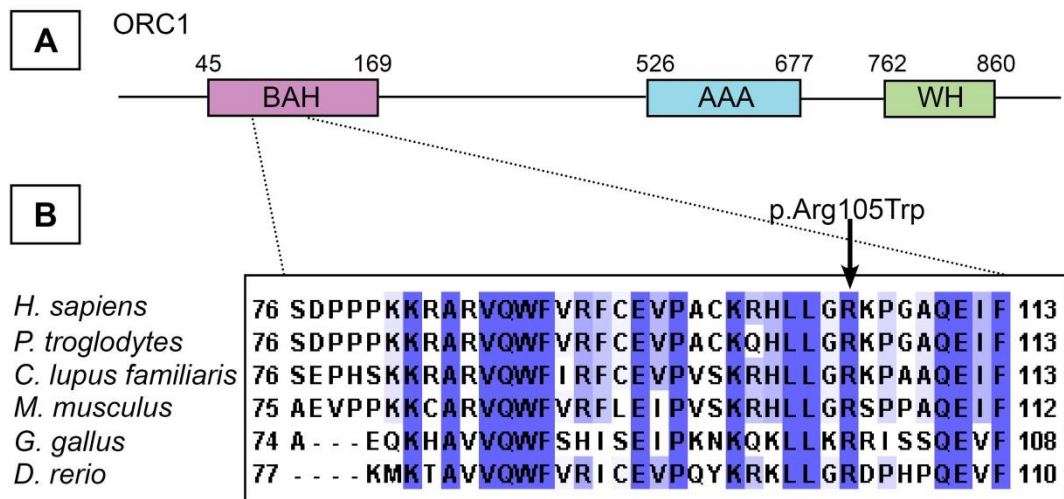 A
ORC1
45 169 526 677 762 860
BAH AAA WH
B
p.Arg105Trp
H. sapiens 76 SDPPPKKRARVQWFVRFCEVPACKRHLLGRKPGAQEIF 113
P. troglodytes 76 SDPPPKKRARVQWFVRFCEVPACKQHLLGRKPGAQEIF 113
C. lupus familiaris 76 SEPHSKKRARVQWFIRFCEVPVSKRHLLGRKPAAQEIF 113
M. musculus 75 AEVPPKKCARVQWFVRFLEIPVSKRHLLGRSPPAQEIF 112
G. gallus 74 A---EQKHAVVQWFSHISEIPKNKQKLLKRRISSQEVF 108
D. rerio 77 ----KMKTAVVQWFVRICEVPQYKRKLLGRDPHPQEVF 110